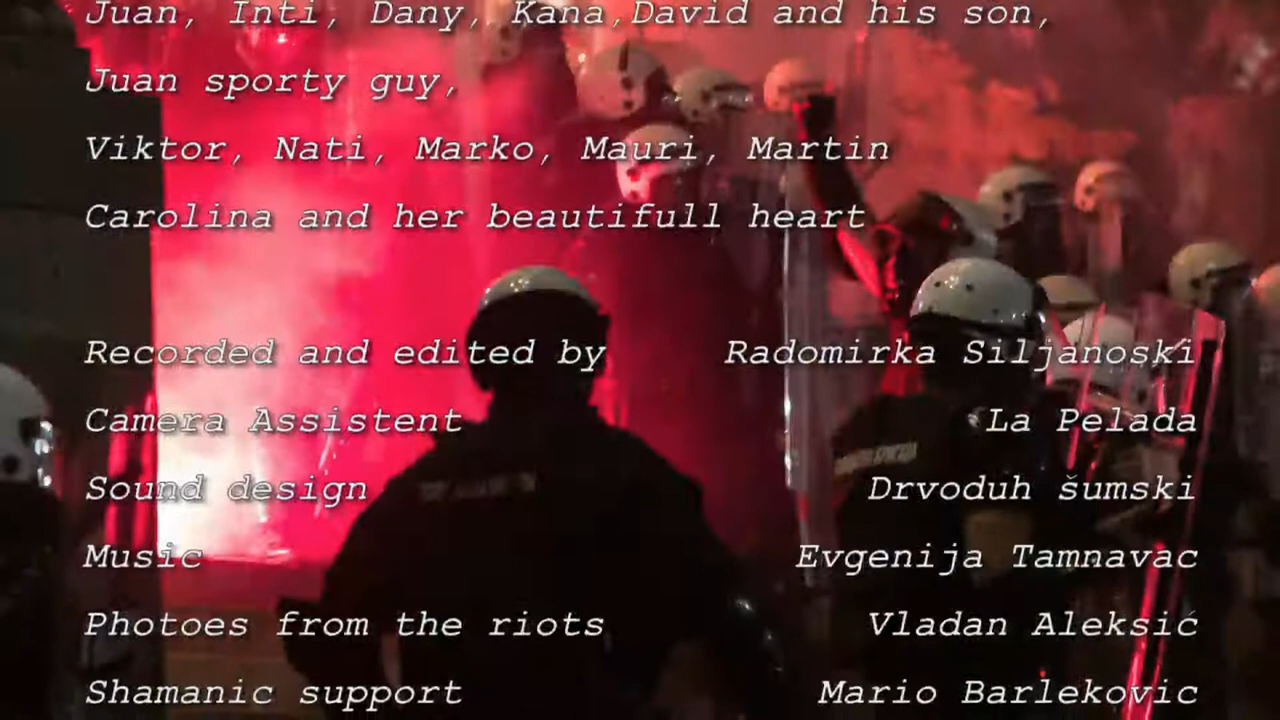 Juan, Inti, Dany, Kana,David and his son,
Juan sporty guy,
Viktor, Nati, Marko, Mauri, Martin
Carolina and her beautifull heart
Recorded and edited by Radomirka Siljanoski
Camera Assistent La Pelada
Sound design Drvoduh šumski
Music Evgenija Tamnavac
Photoes from the riots Vladan Aleksić
Shamanic support Mario Barlekovic